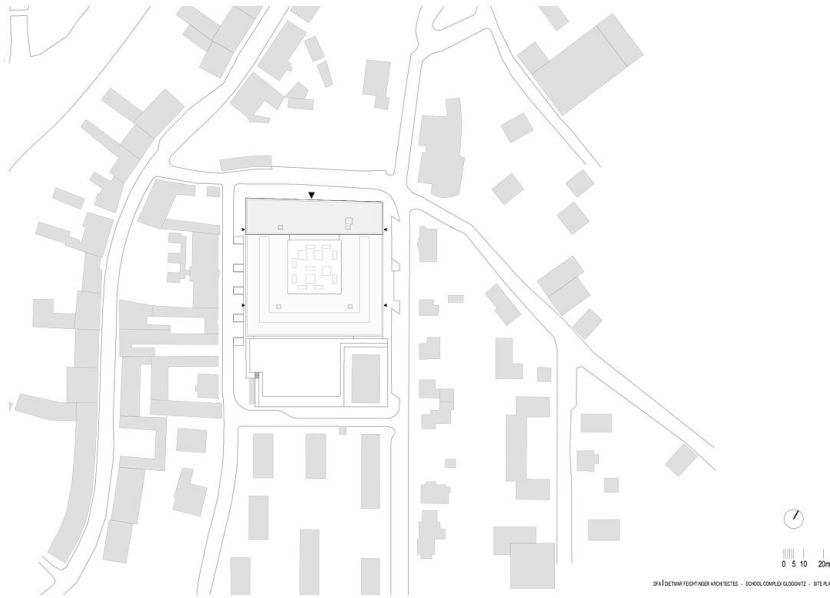 0 5 10 20m
DFA DIETMAR FEICHTINGER ARCHITECTES - SCHOOL COMPLEX GLOGGNITZ - SITE PLA